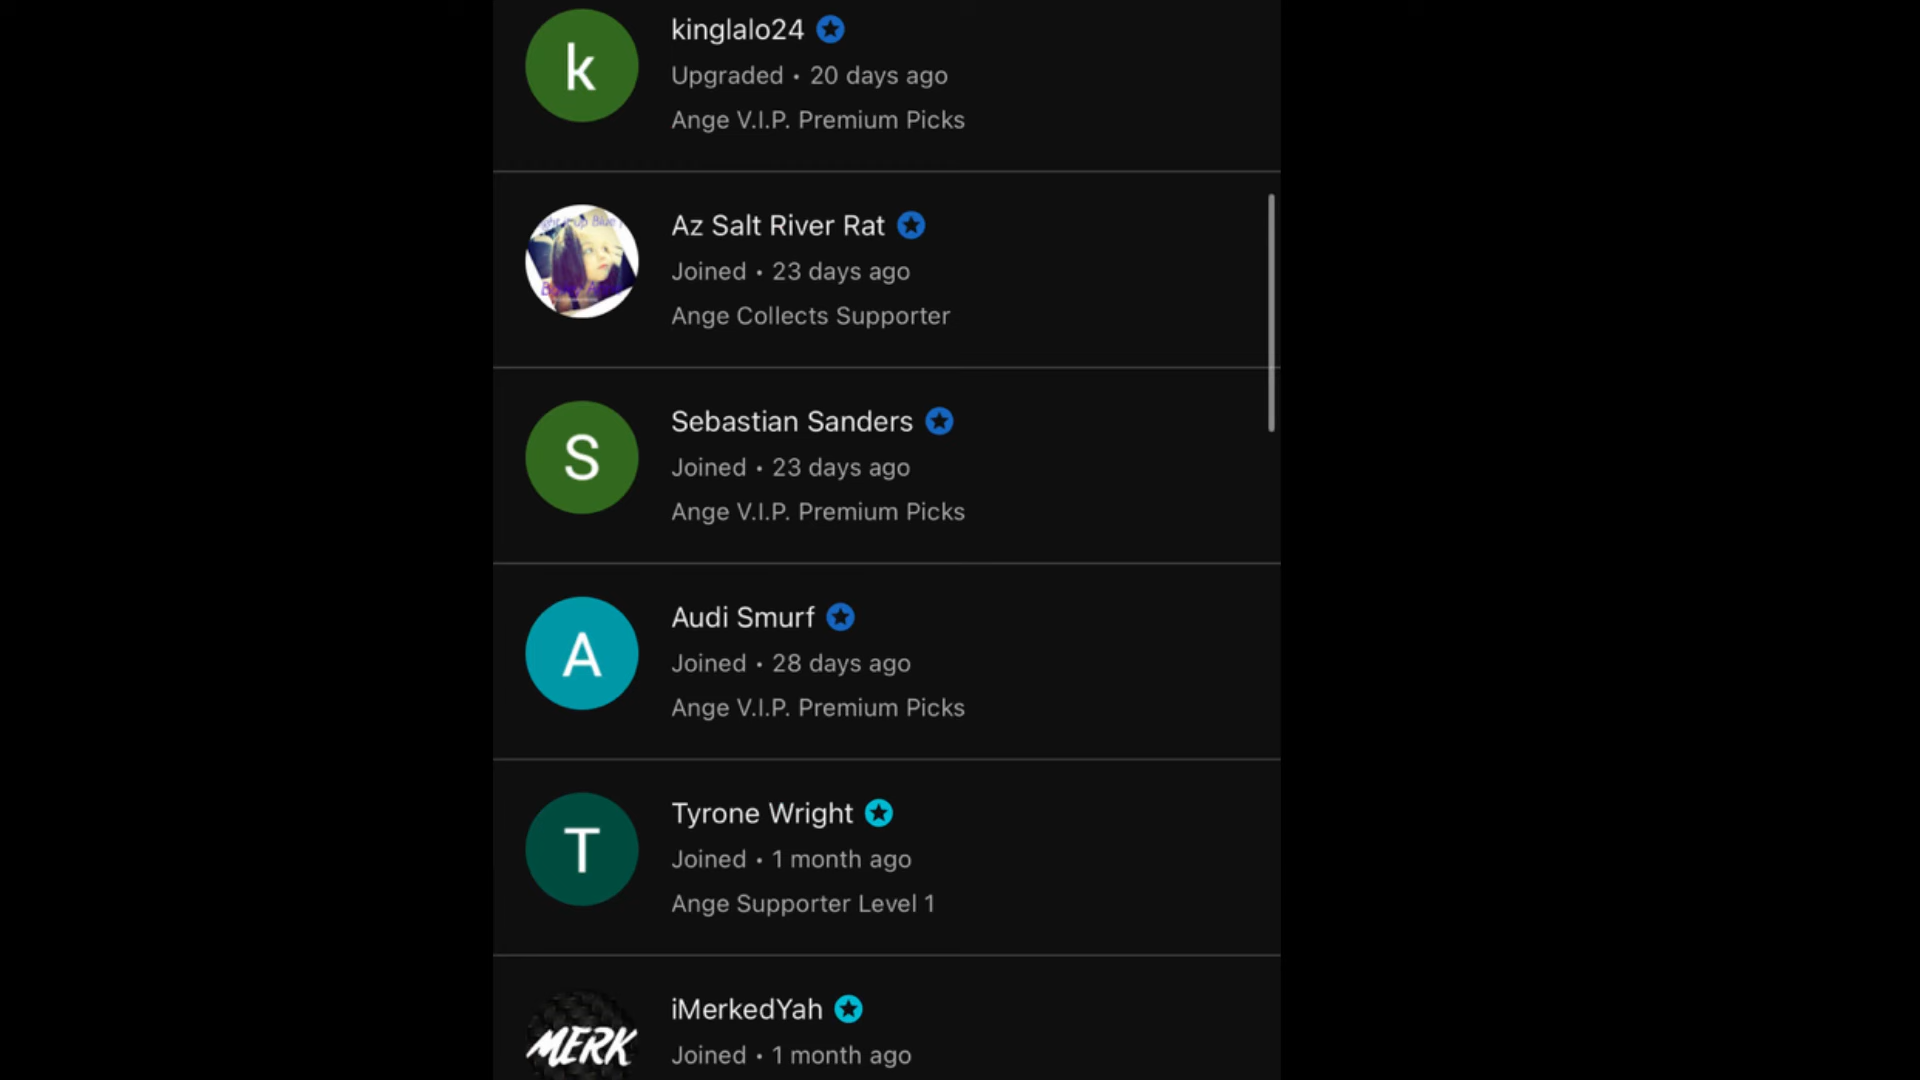 k
kinglalo24
Upgraded • 20 days ago
Ange V.I.P. Premium Picks
Az Salt River Rat
Joined • 23 days ago
Ange Collects Supporter
S
Sebastian Sanders
Joined • 23 days ago
Ange V.I.P. Premium Picks
A
Audi Smurf
Joined • 28 days ago
Ange V.I.P. Premium Picks
T
Tyrone Wright
Joined • 1 month ago
Ange Supporter Level 1
MERK
iMerkedYah
Joined • 1 month ago